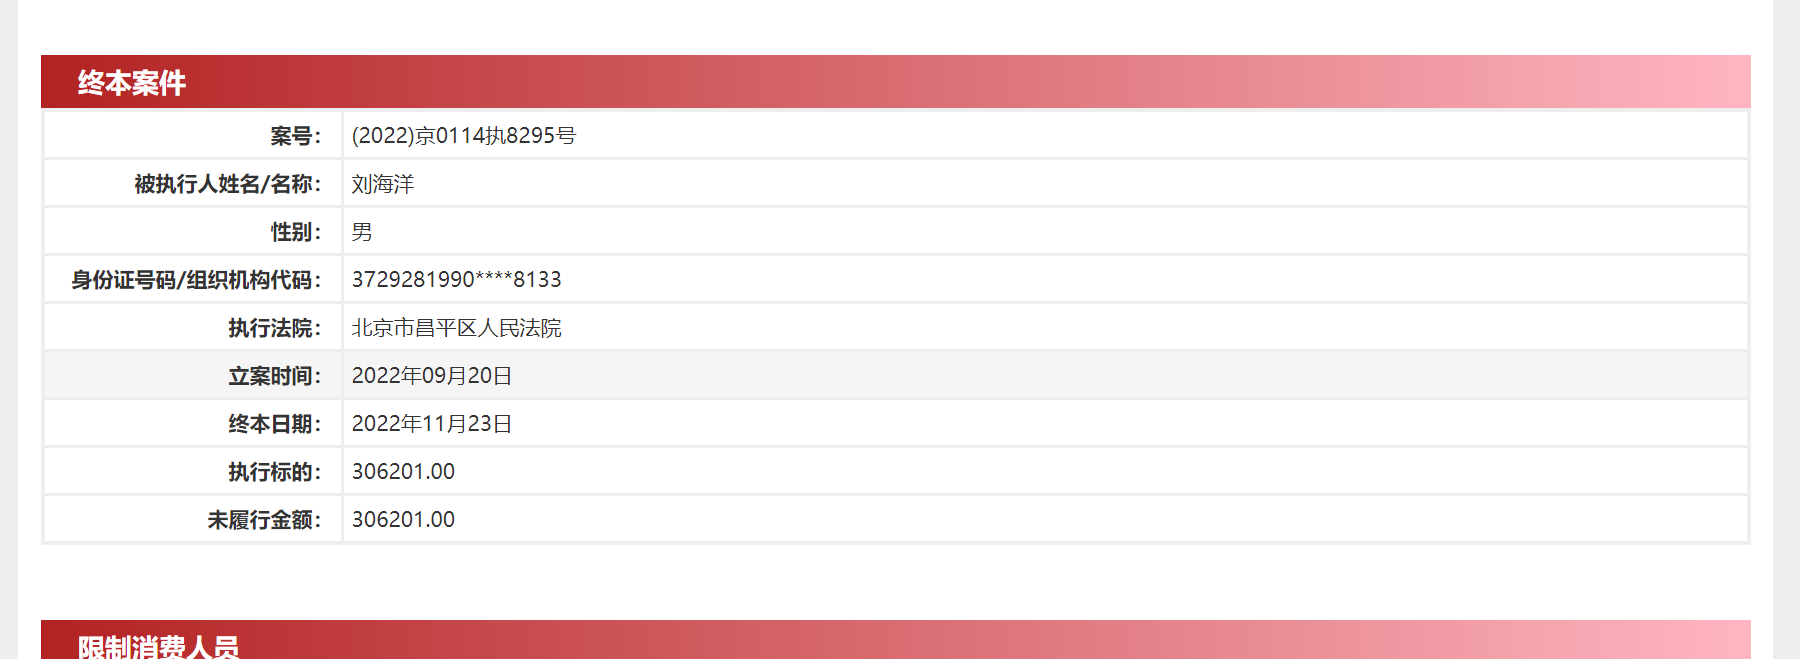 终本案件
案号： (2022)京0114执8295号
被执行人姓名/名称： 刘海洋
性别： 男
身份证号码/组织机构代码： 3729281990****8133
执行法院： 北京市昌平区人民法院
立案时间： 2022年09月20日
终本日期： 2022年11月23日
执行标的： 306201.00
未履行金额： 306201.00
限制消费人员